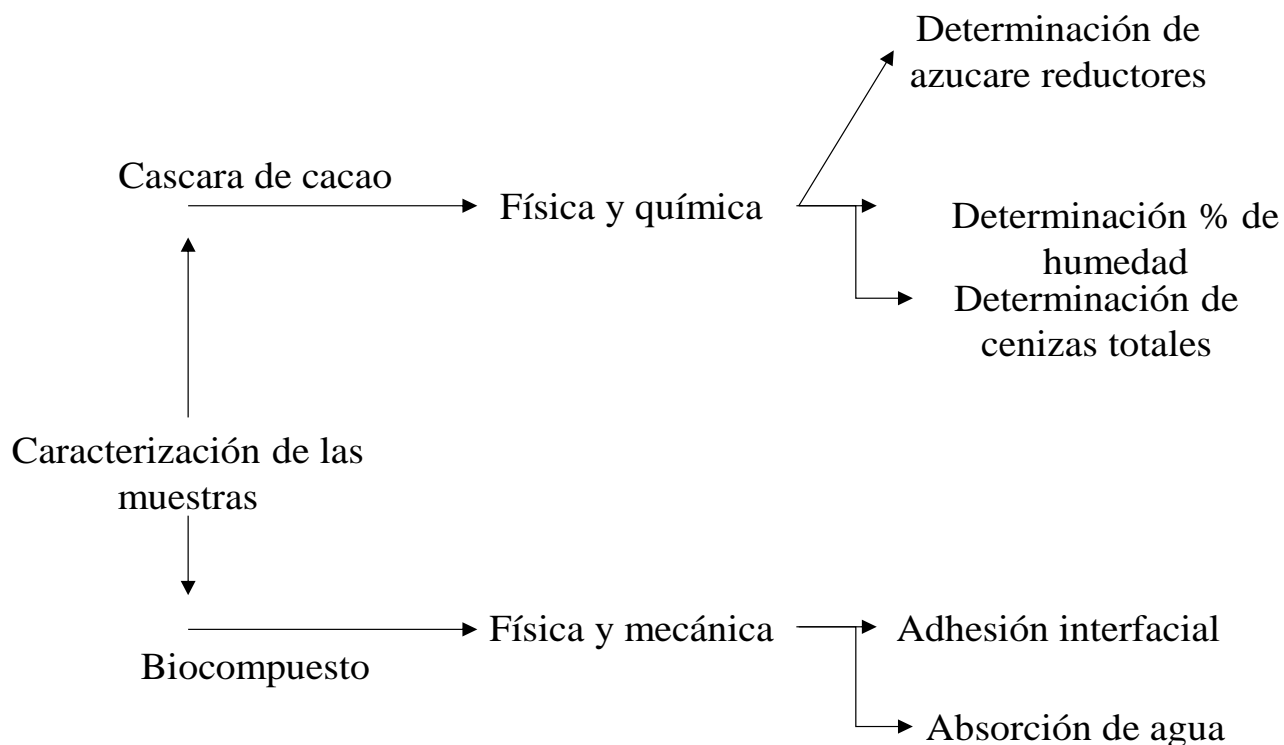 Determinación de
azucare reductores
Cascara de cacao
Física y química
Determinación % de
humedad
Determinación de
cenizas totales
Caracterización de las
muestras
Física y mecánica
Adhesión interfacial
Biocompuesto
Absorción de agua